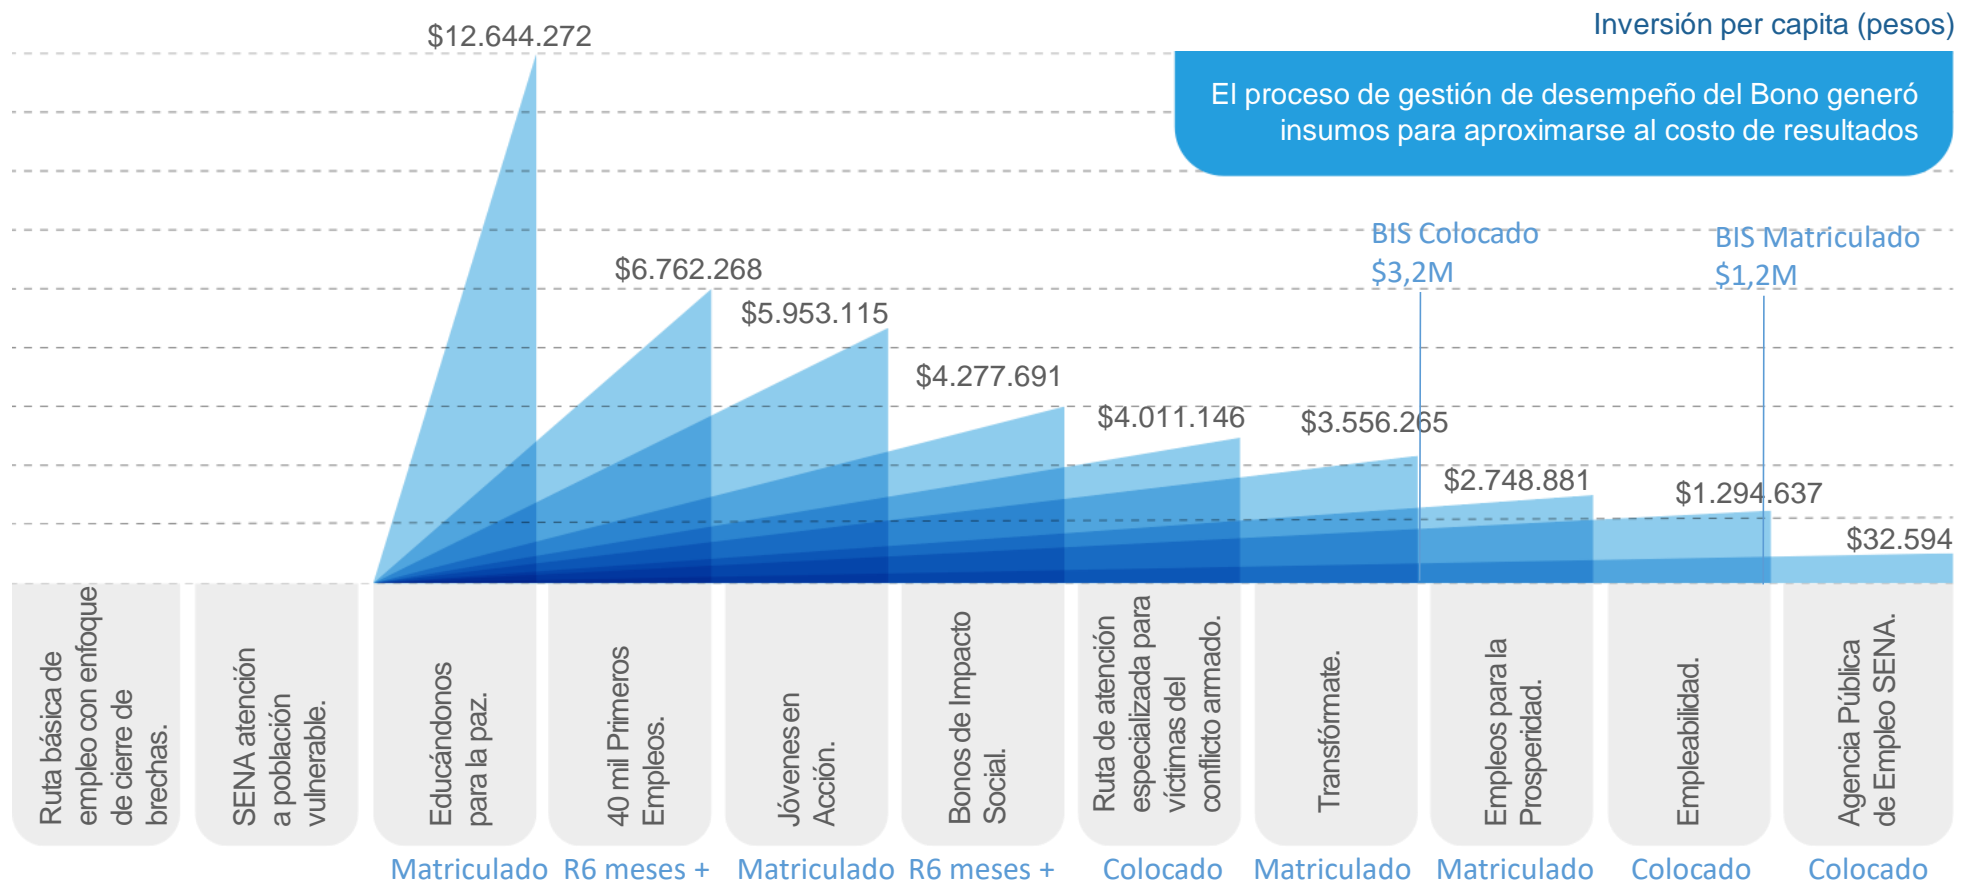 Inversión per capita (pesos)
El proceso de gestión de desempeño del Bono generó
insumos para aproximarse al costo de resultados
$12.644.272
$6.762.268
$5.953.115
$4.277.691
$4.011.146
$3.556.265
$2.748.881
$1.294.637
$32.594
BIS Colocado
$3,2M
BIS Matriculado
$1,2M
Ruta básica de
empleo con enfoque
de cierre de
brechas.
SENA atención
a población
vulnerable.
Educándonos
para la paz.
40 mil Primeros
Empleos.
Jóvenes en
Acción.
Bonos de Impacto
Social.
Ruta de atención
especializada para
víctimas del
conflicto armado.
Transfórmate.
Empleos para la
Prosperidad.
Empleabilidad.
Agencia Pública
de Empleo SENA.
Matriculado
R6 meses +
Matriculado
R6 meses +
Colocado
Matriculado
Matriculado
Colocado
Colocado